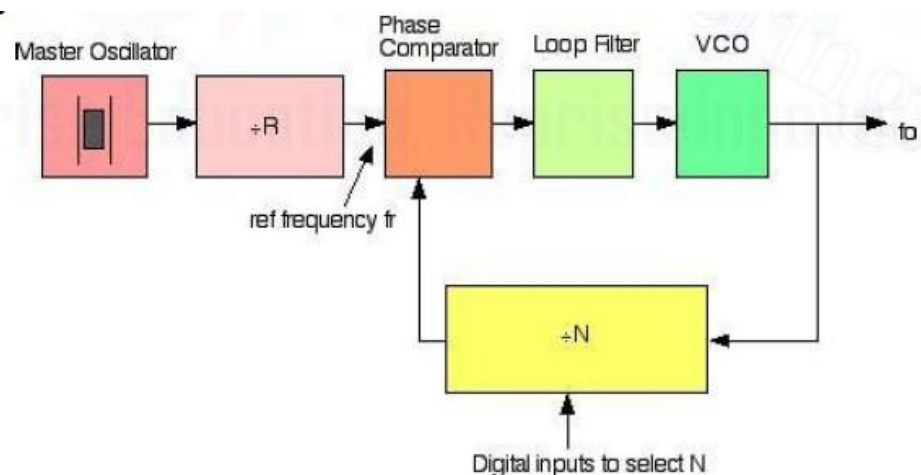 Master Oscillator
Phase
Comparator
Loop Filter
VCO
÷R
fo
ref frequency fr
÷N
Digital inputs to select N